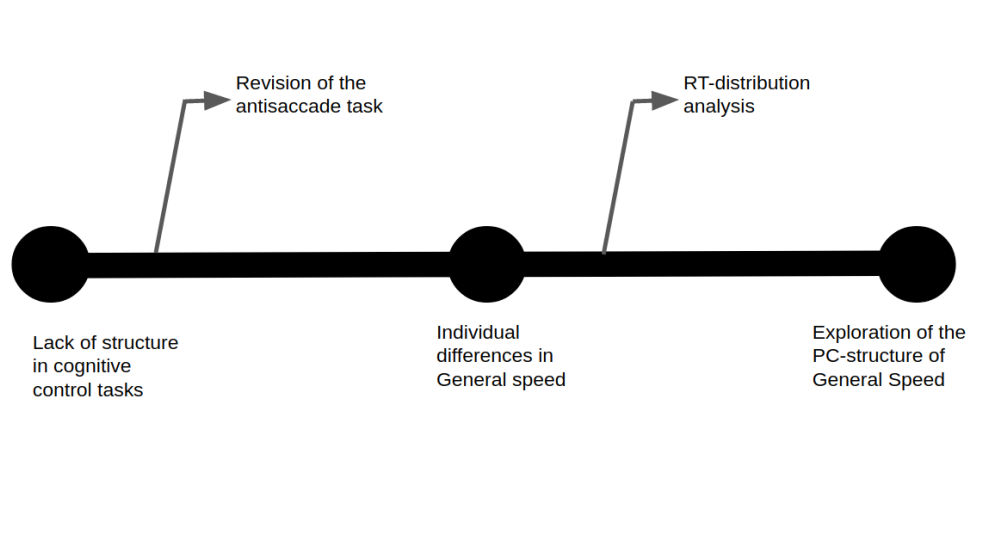 Revision of the
antisaccade task
RT-distribution
analysis
Lack of structure
in cognitive
control tasks
Individual
differences in
General speed
Exploration of the
PC-structure of
General Speed